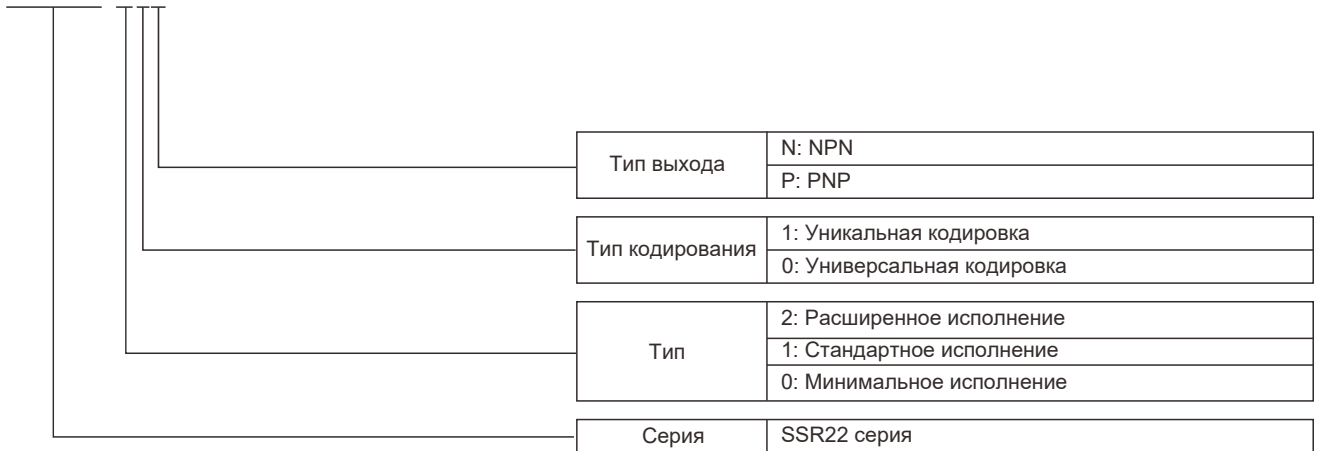 Тип выхода
N: NPN
P: PNP
Тип кодирования
1: Уникальная кодировка
0: Универсальная кодировка
Тип
2: Расширенное исполнение
1: Стандартное исполнение
0: Минимальное исполнение
Серия
SSR22 серия